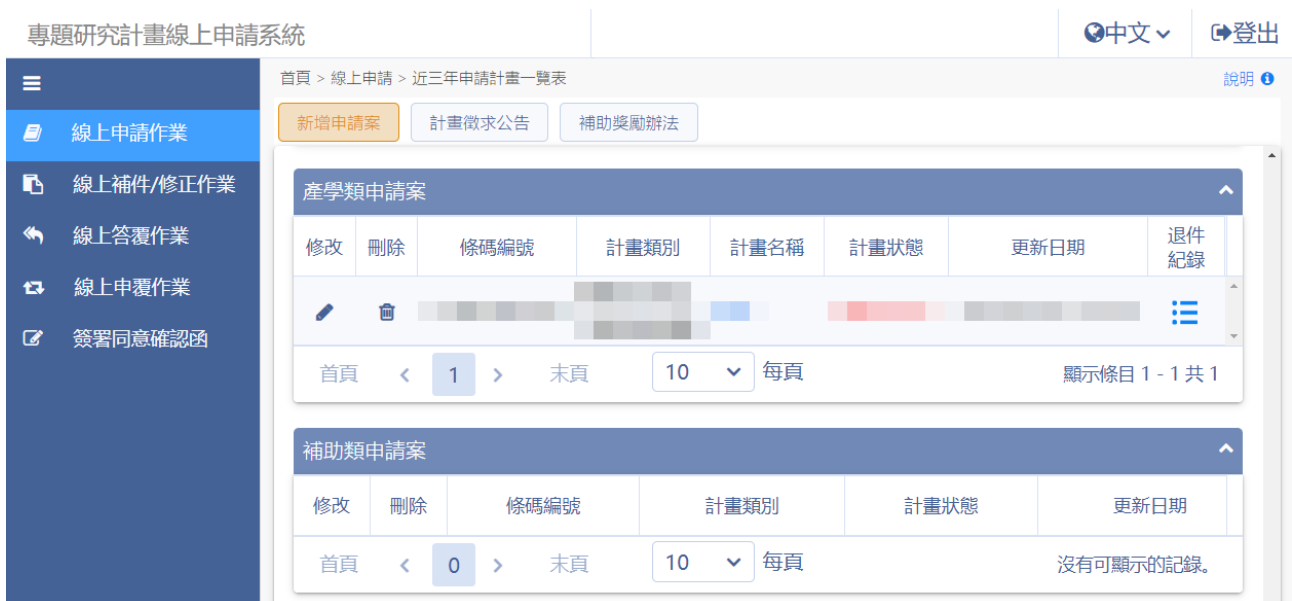 專題研究計畫線上申請系統
中文
登出
首頁 > 線上申請 > 近三年申請計畫一覽表
說明
線上申請作業
線上補件/修正作業
線上答覆作業
線上申覆作業
簽署同意確認函
新增申請案
計畫徵求公告
補助獎勵辦法
產學類申請案
修改 刪除 條碼編號 計畫類別 計畫名稱 計畫狀態 更新日期 退件
紀錄
首頁 1 末頁 10 每頁 顯示條目 1 - 1 共 1
補助類申請案
修改 刪除 條碼編號 計畫類別 計畫狀態 更新日期
首頁 0 末頁 10 每頁 沒有可顯示的記錄。